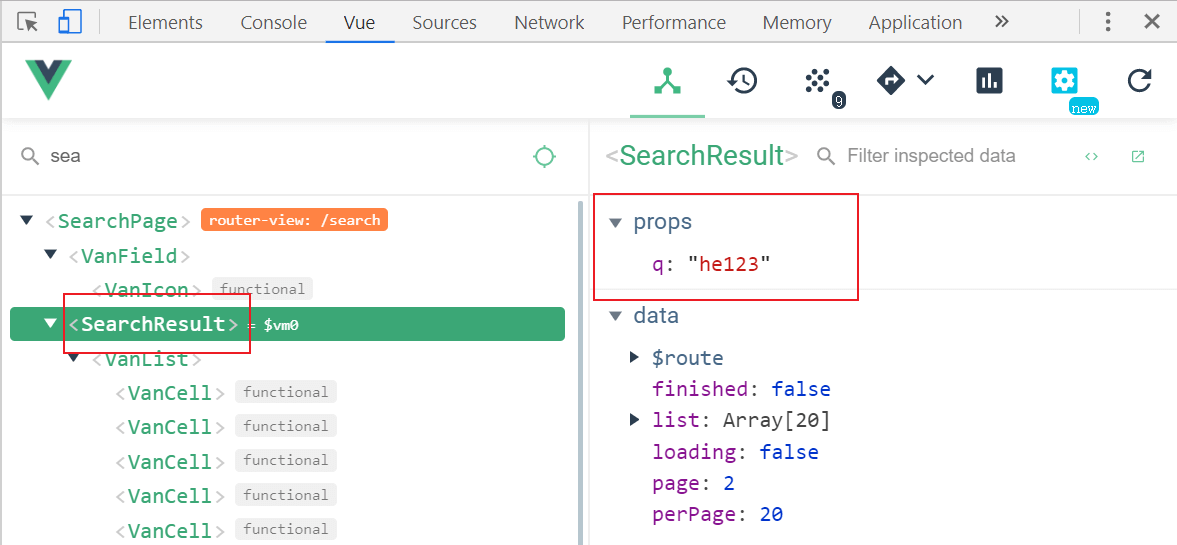 Elements Console Vue Sources Network Performance Memory Application »
9
new
sea
<SearchResult> Filter inspected data <>
<SearchPage> router-view: /search
<VanField>
<VanIcon> functional
<SearchResult> = $vm0
<VanList>
<VanCell> functional
<VanCell> functional
<VanCell> functional
<VanCell> functional
<VanCell> functional
props
q: "he123"
data
$route
finished: false
list: Array[20]
loading: false
page: 2
perPage: 20